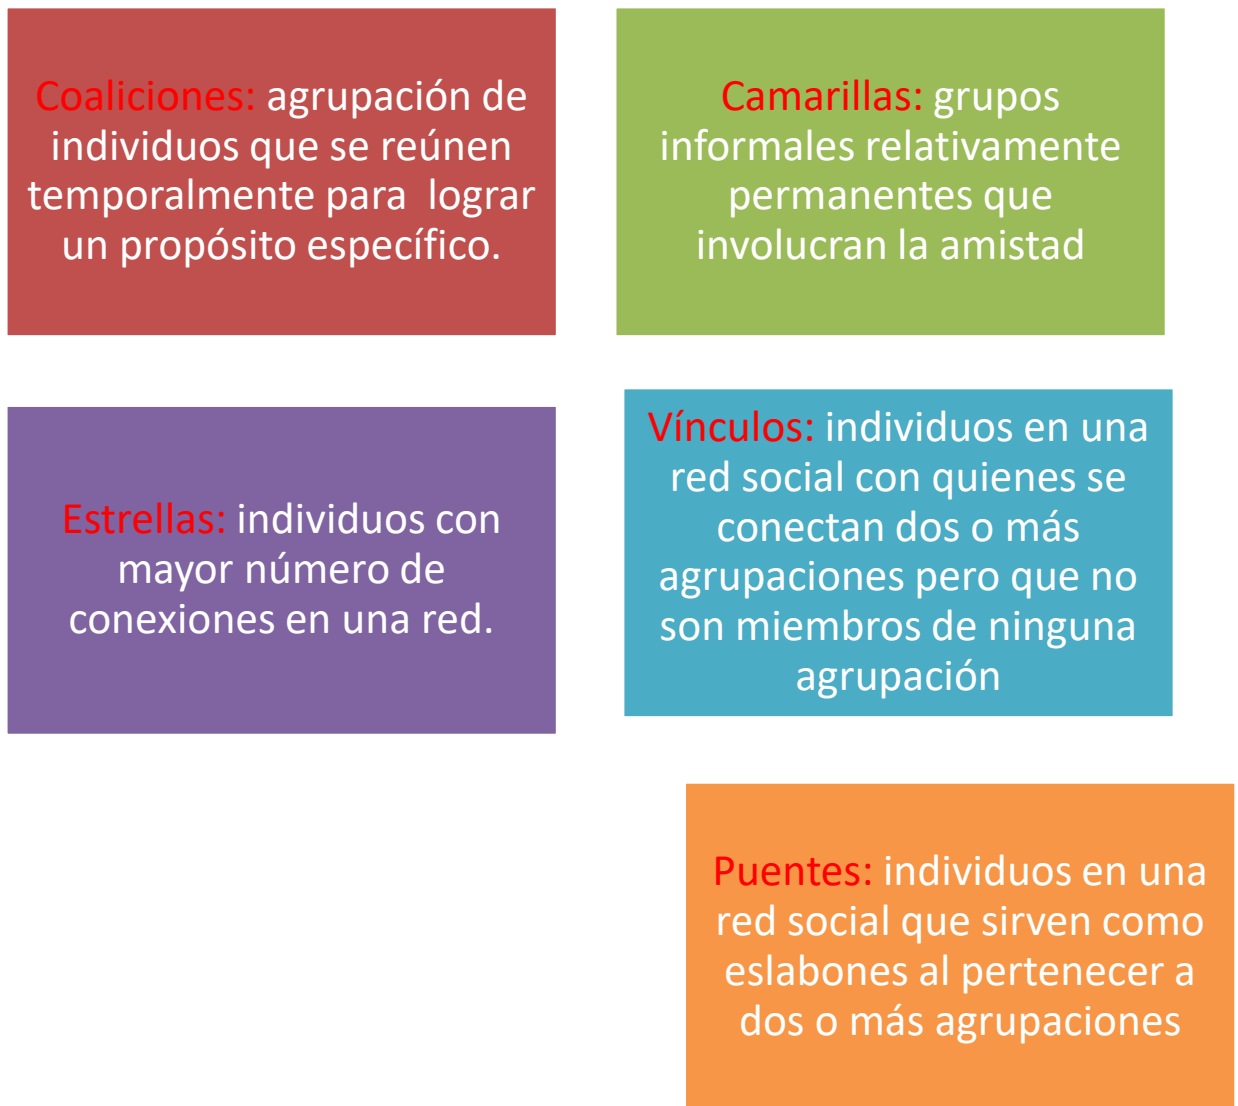 Coaliciones: agrupación de
individuos que se reúnen
temporalmente para  lograr
un propósito específico.
Camarillas: grupos
informales relativamente
permanentes que
involucran la amistad
Estrellas: individuos con
mayor número de
conexiones en una red.
Vínculos: individuos en una
red social con quienes se
conectan dos o más
agrupaciones pero que no
son miembros de ninguna
agrupación
Puentes: individuos en una
red social que sirven como
eslabones al pertenecer a
dos o más agrupaciones